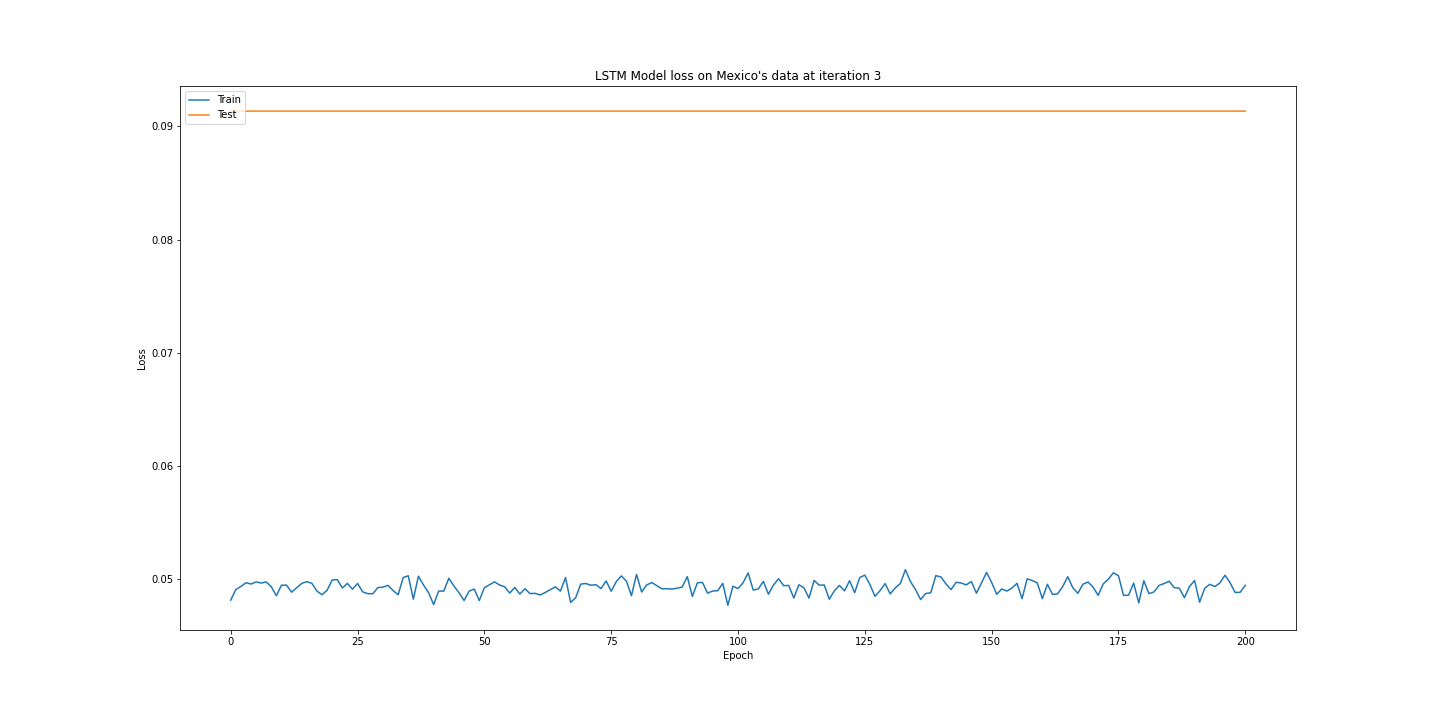 LSTM Model loss on Mexico's data at iteration 3
Train
Test
0.09
0.08
0.07
0.06
0.05
Loss
0 25 50 75 100 125 150 175 200
Epoch